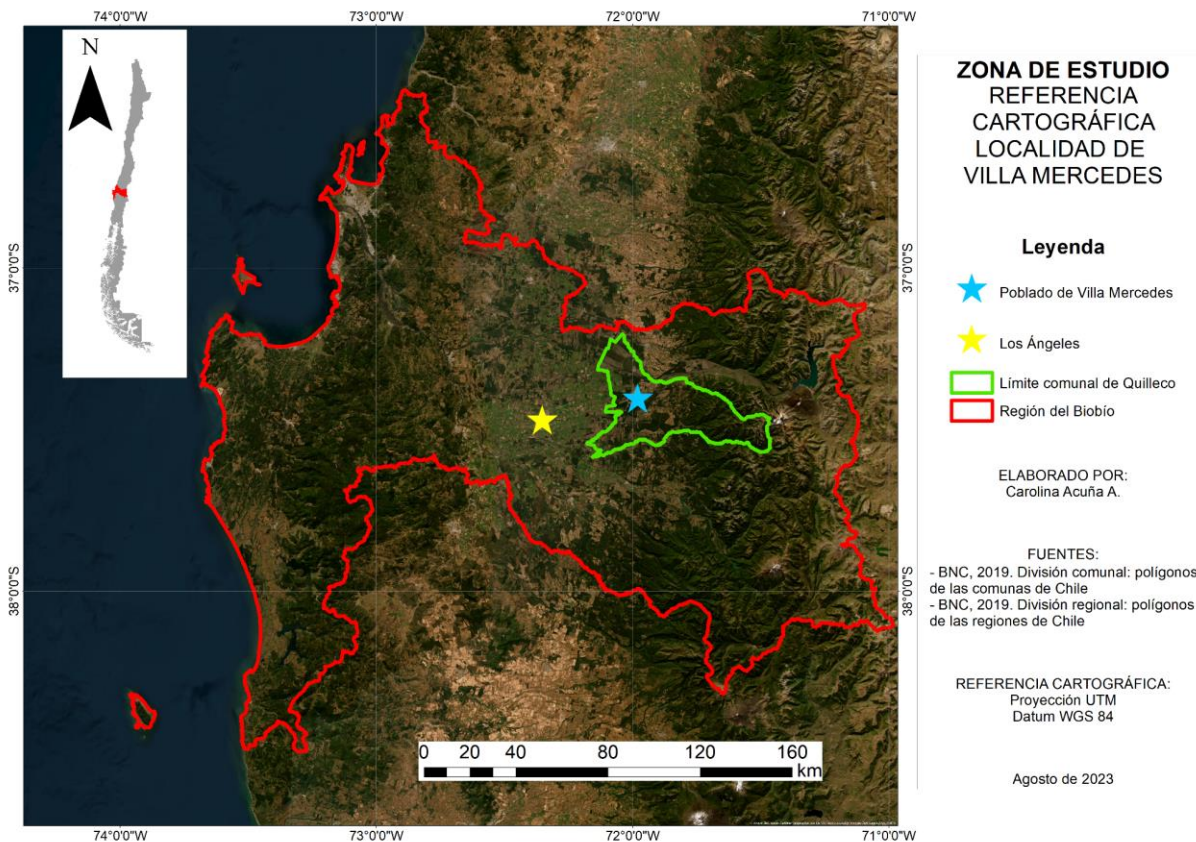 74°0'0"W
73°0'0"W
72°0'0"W
71°0'0"W
N
37°0'0"S
38°0'0"S
37°0'0"S
38°0'0"S
0 20 40 80 120 160
km
74°0'0"W
73°0'0"W
72°0'0"W
71°0'0"W
ZONA DE ESTUDIO
REFERENCIA
CARTOGRÁFICA
LOCALIDAD DE
VILLA MERCEDES
Leyenda
Poblado de Villa Mercedes
Los Ángeles
Límite comunal de Quilleco
Región del Biobío
ELABORADO POR:
Carolina Acuña A.
FUENTES:
- BNC, 2019. División comunal: polígonos
de las comunas de Chile
- BNC, 2019. División regional: polígonos
de las regiones de Chile
REFERENCIA CARTOGRÁFICA:
Proyección UTM
Datum WGS 84
Agosto de 2023